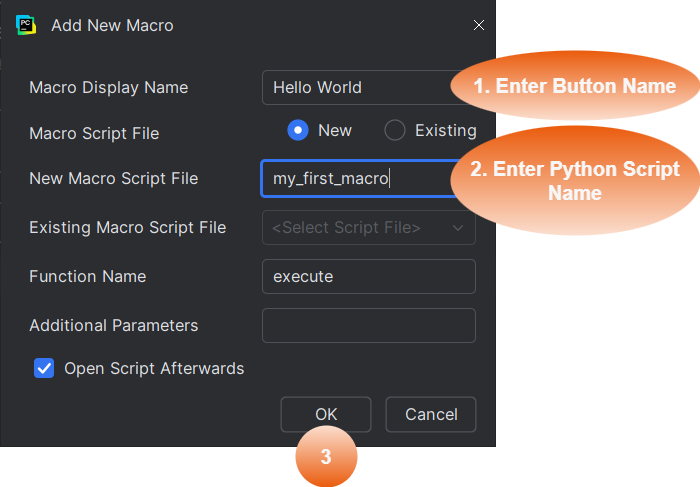 PC
Add New Macro
Macro Display Name
Hello World
1. Enter Button Name
Macro Script File
New
Existing
New Macro Script File
my_first_macro
2. Enter Python Script
Name
Existing Macro Script File
<Select Script File>
Function Name
execute
Additional Parameters
Open Script Afterwards
OK
Cancel
3